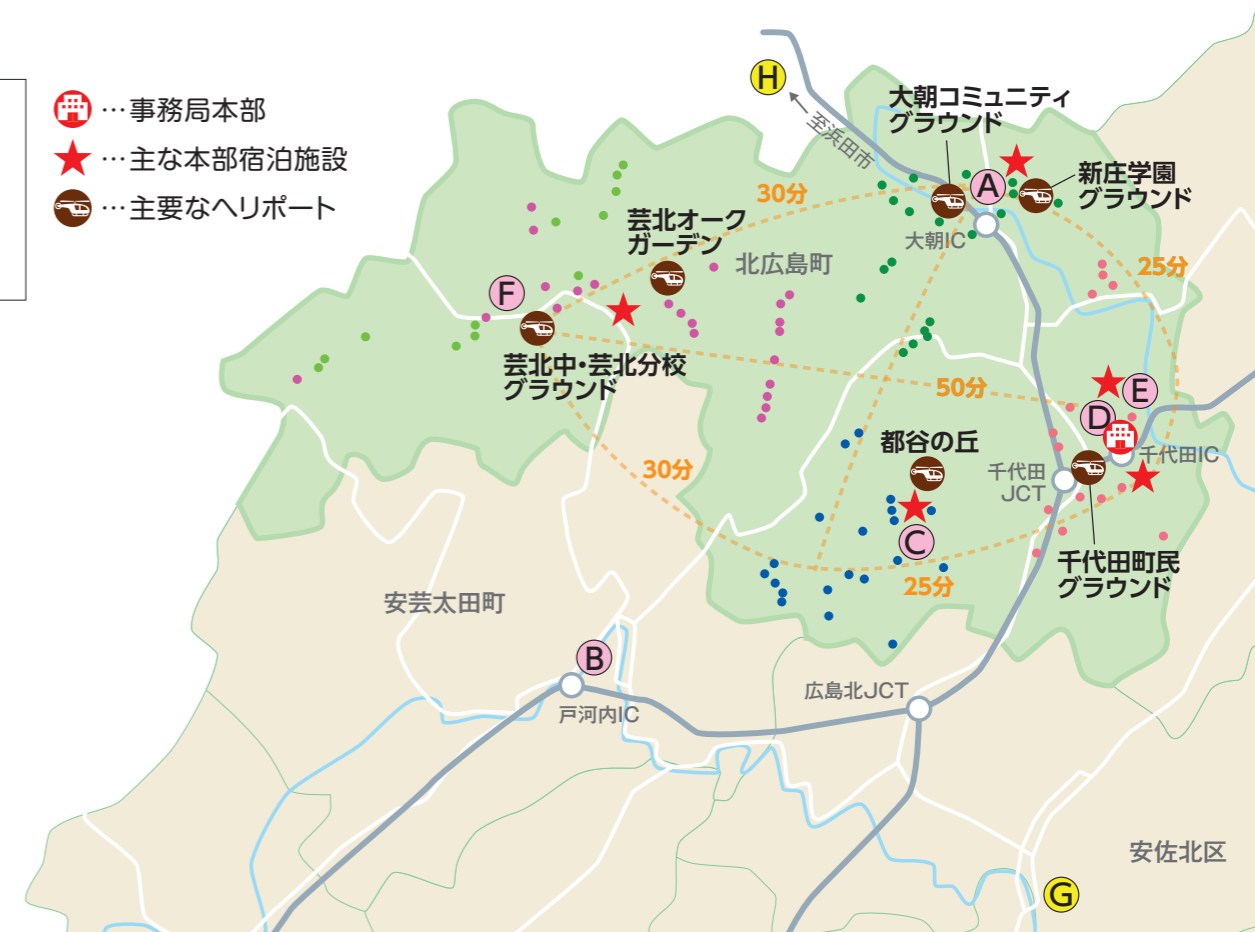 …事務局本部
…主な本部宿泊施設
…主要なヘリポート
H
至浜田市
大朝コミュニティ
グラウンド
A
新庄学園
グラウンド
大朝IC
30分
25分
芸北オーク
ガーデン
北広島町
F
芸北中・芸北分校
グラウンド
50分
E
D
千代田IC
千代田
JCT
都谷の丘
C
30分
25分
千代田町民
グラウンド
安芸太田町
B
戸河内IC
広島北JCT
安佐北区
G